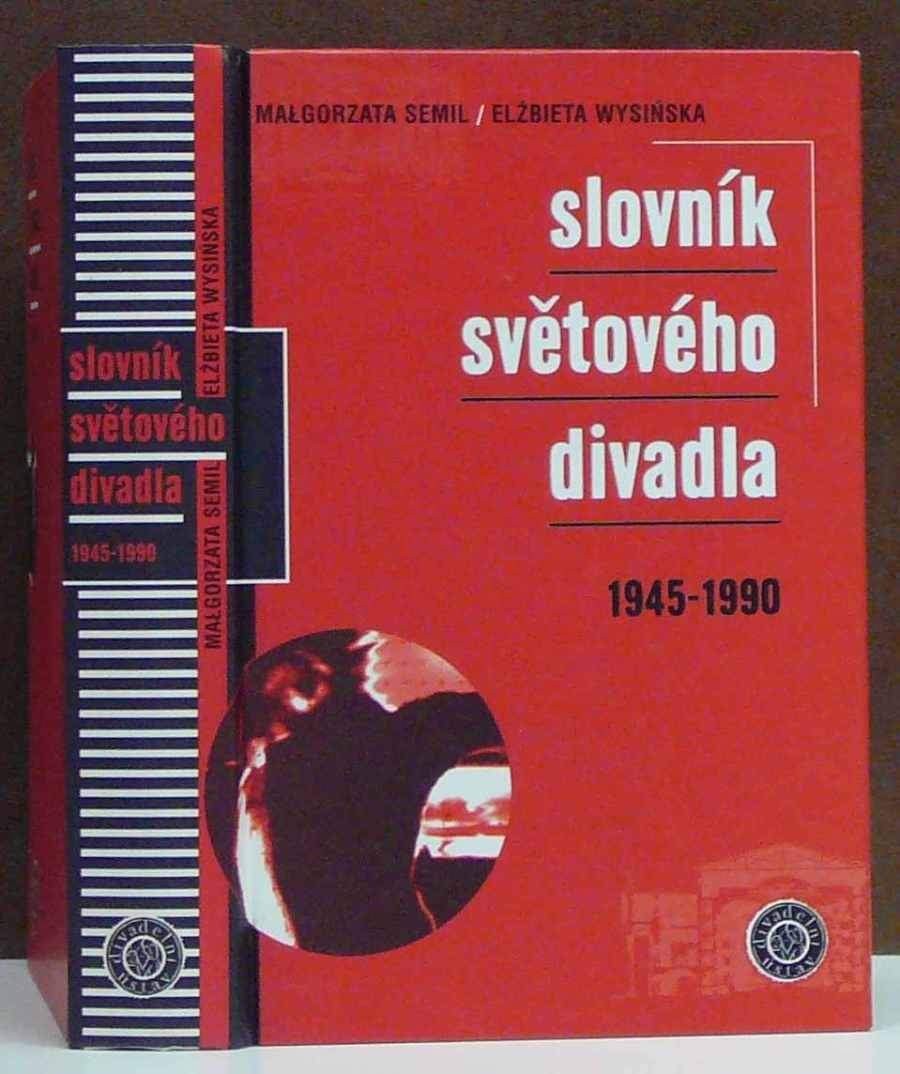 MAŁGORZATA SEMIL / ELŻBIETA WYSIŃSKA
slovník
světového
divadla
1945-1990
divadelní
ústav
MAŁGORZATA SEMIL ELŻBIETA WYSIŃSKA
slovník
světového
divadla
1945-1990
divadelní
ústav